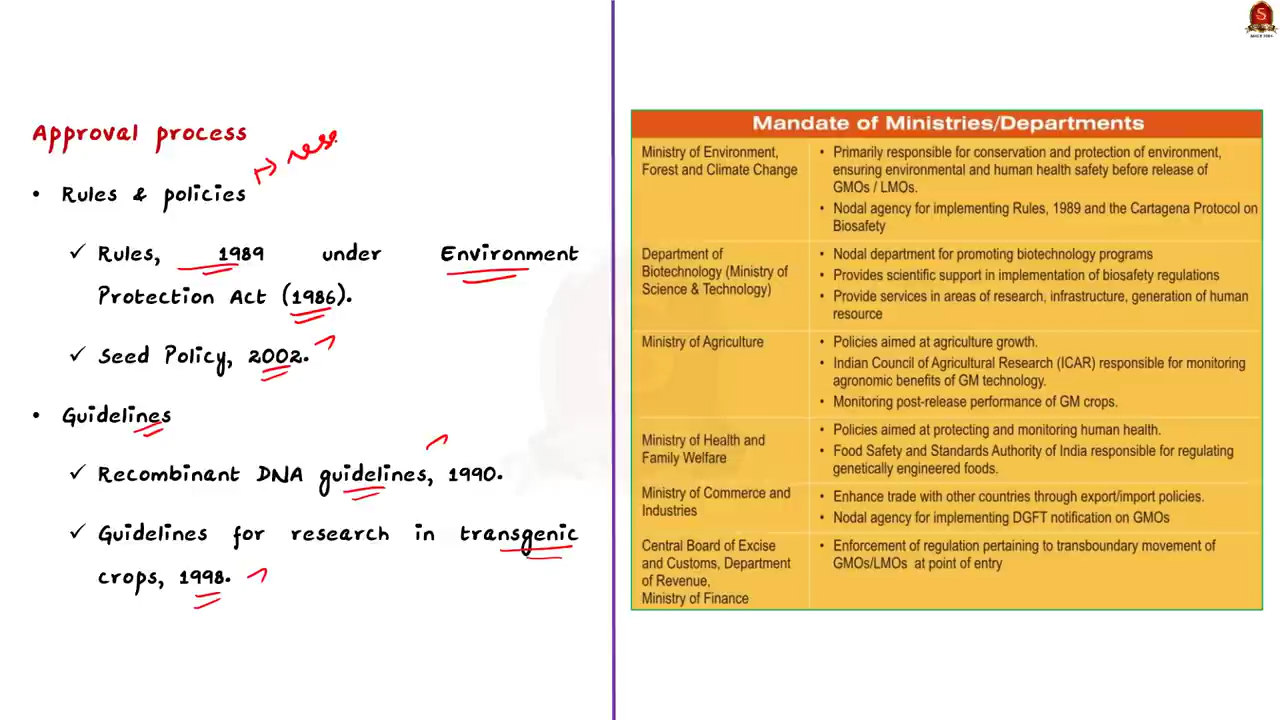 Approval process
• Rules & policies
✓ Rules, 1989 under Environment
Protection Act (1986).
✓ Seed Policy, 2002.
• Guidelines
✓ Recombinant DNA guidelines, 1990.
✓ Guidelines for research in transgenic
crops, 1998.
Mandate of Ministries/Departments
Ministry of Environment,
Forest and Climate Change
• Primarily responsible for conservation and protection of environment,
ensuring environmental and human health safety before release of
GMOs / LMOs.
• Nodal agency for implementing Rules, 1989 and the Cartagena Protocol on
Biosafety
Department of
Biotechnology (Ministry of
Science & Technology)
• Nodal department for promoting biotechnology programs
• Provides scientific support in implementation of biosafety regulations
• Provide services in areas of research, infrastructure, generation of human
resource
Ministry of Agriculture
• Policies aimed at agriculture growth.
• Indian Council of Agricultural Research (ICAR) responsible for monitoring
agronomic benefits of GM technology.
• Monitoring post-release performance of GM crops.
Ministry of Health and
Family Welfare
• Policies aimed at protecting and monitoring human health.
• Food Safety and Standards Authority of India responsible for regulating
genetically engineered foods.
Ministry of Commerce and
Industries
• Enhance trade with other countries through export/import policies.
• Nodal agency for implementing DGFT notification on GMOs
Central Board of Excise
and Customs, Department
of Revenue,
Ministry of Finance
• Enforcement of regulation pertaining to transboundary movement of
GMOs/LMOs at point of entry